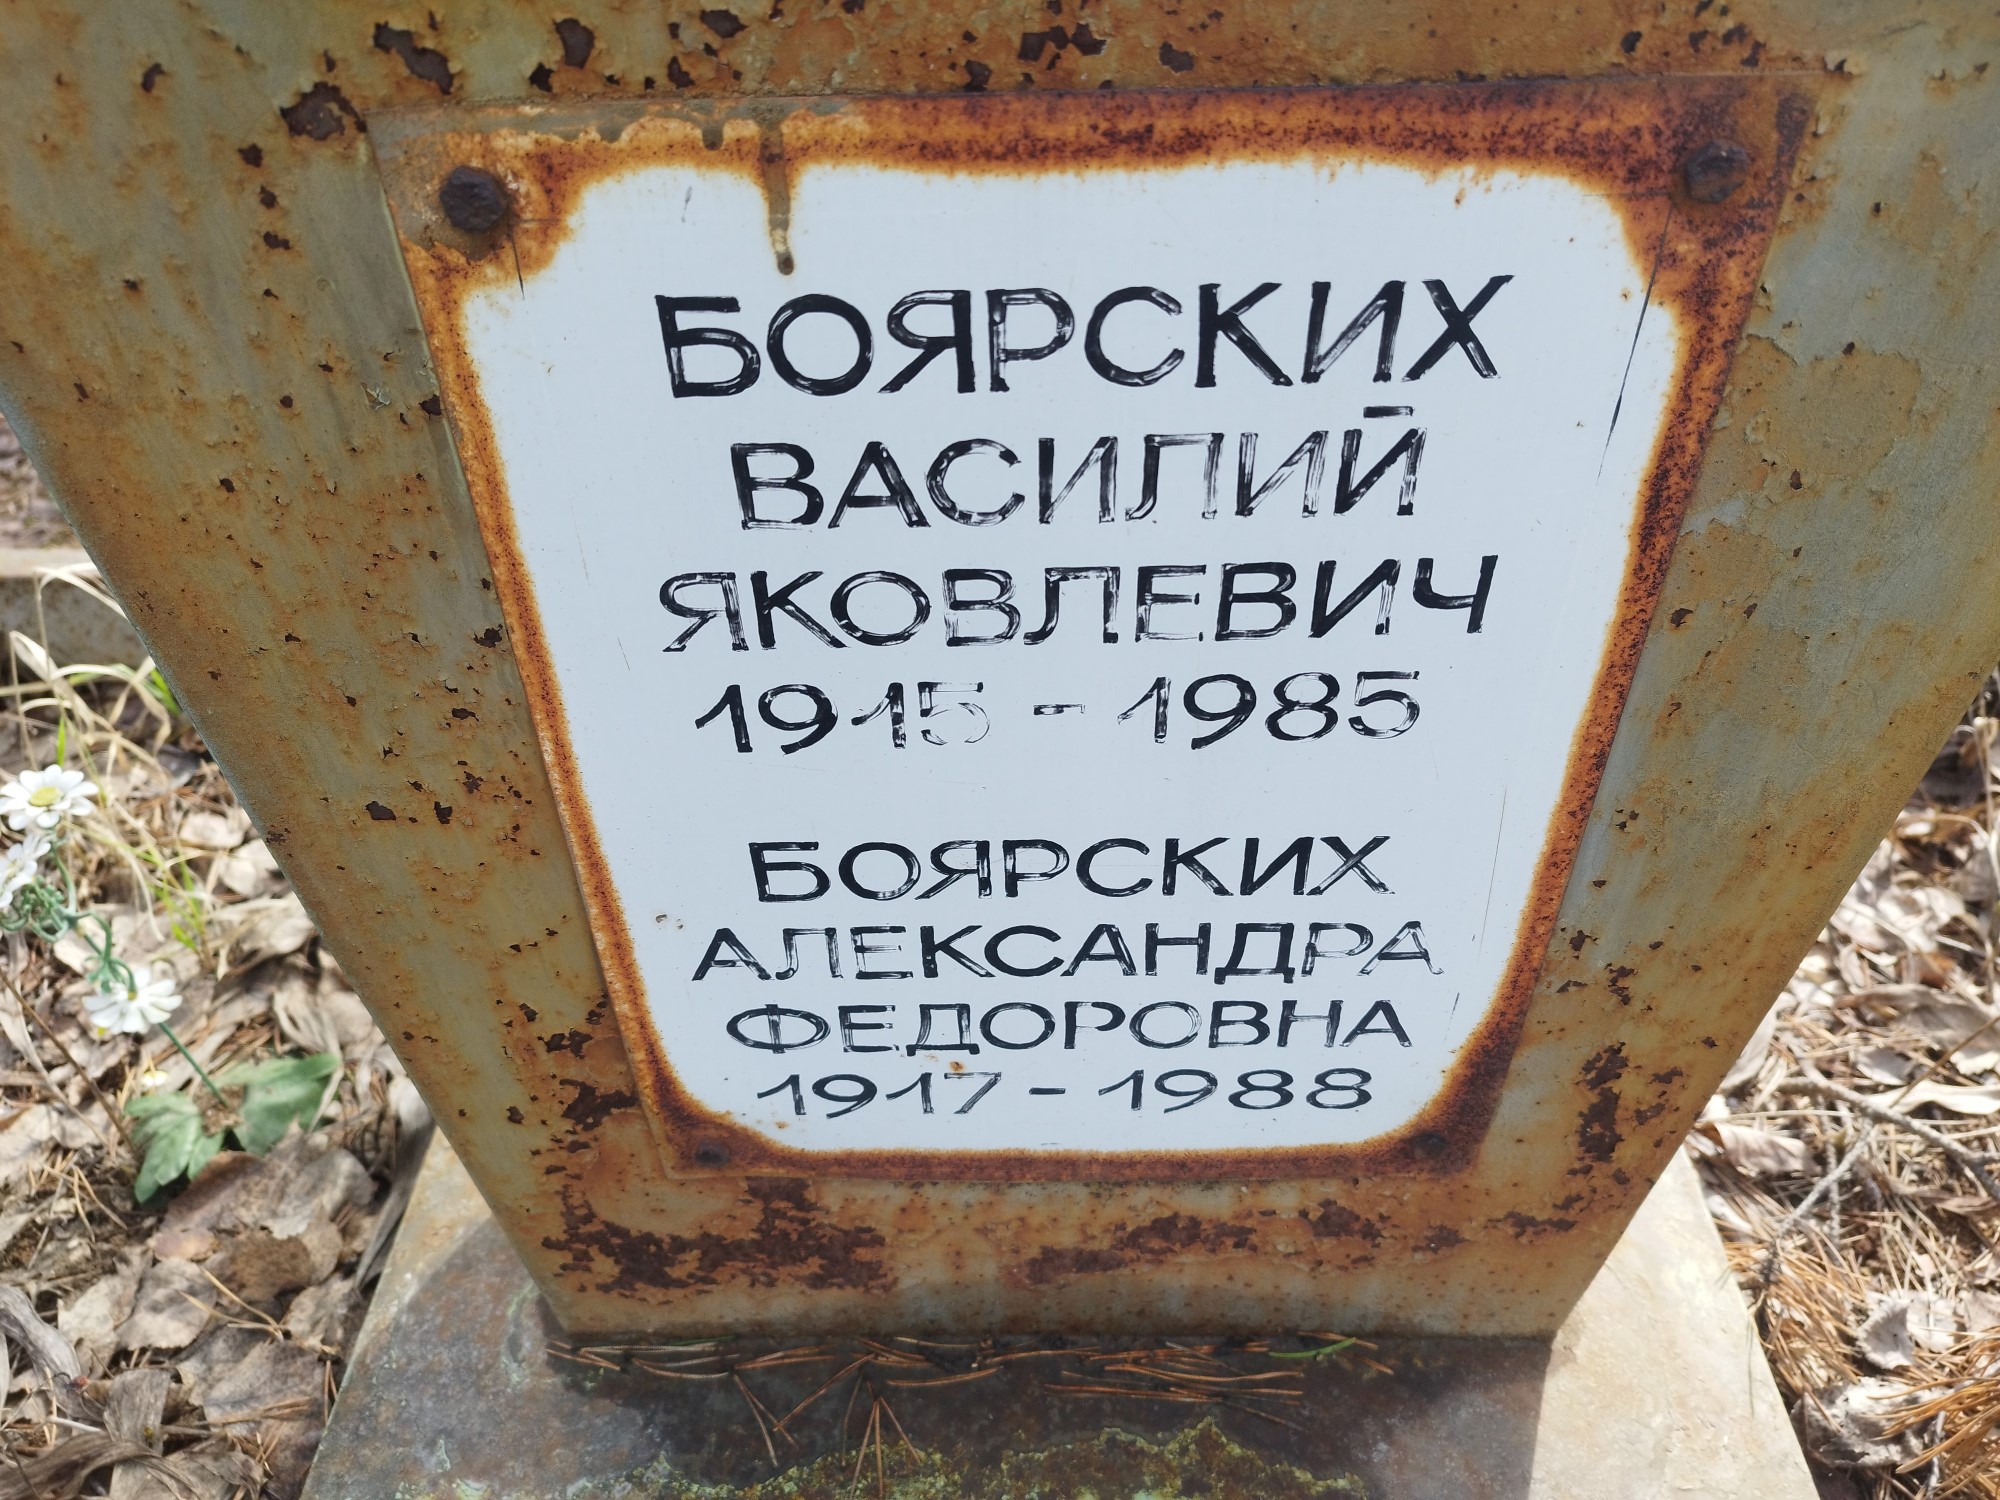 БОЯРСКИХ
ВАСИЛИЙ
ЯКОВЛЕВИЧ
1915 - 1985
БОЯРСКИХ
АЛЕКСАНДРА
ФЕДОРОВНА
1917 - 1988